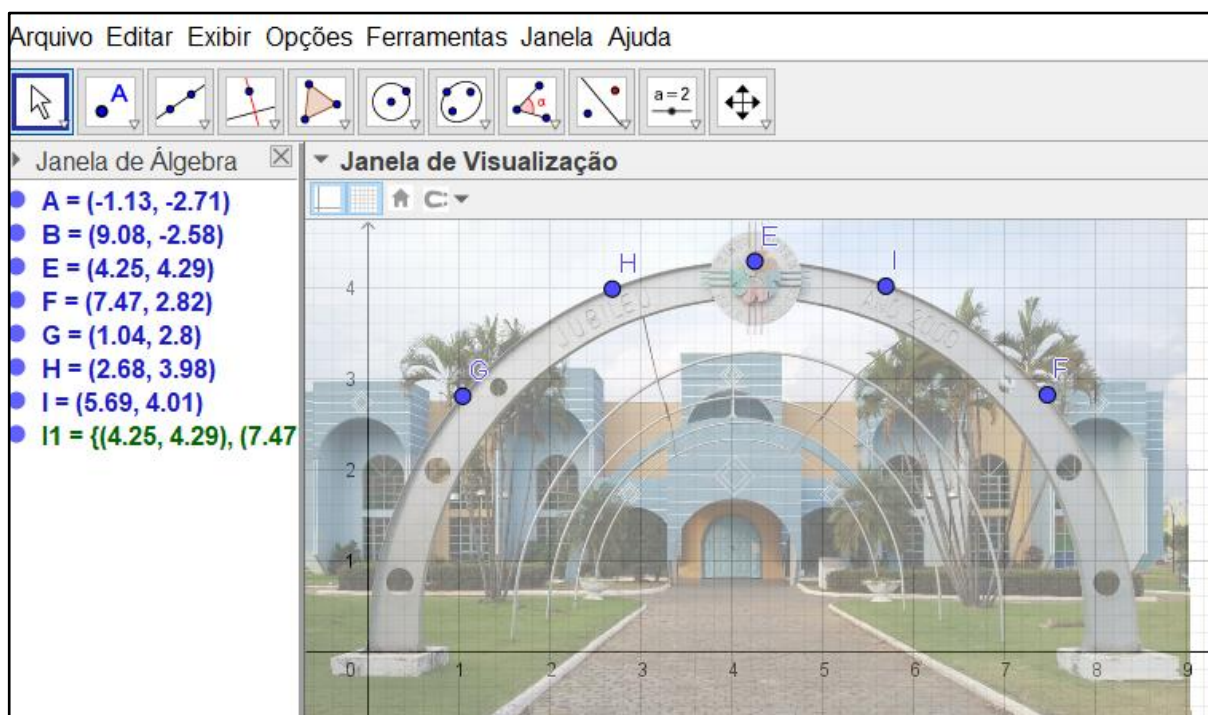 Arquivo Editar Exibir Opções Ferramentas Janela Ajuda
A
α
a=2
Janela de Álgebra
Janela de Visualização
A = (-1.13, -2.71)
B = (9.08, -2.58)
E = (4.25, 4.29)
F = (7.47, 2.82)
G = (1.04, 2.8)
H = (2.68, 3.98)
I = (5.69, 4.01)
l1 = {(4.25, 4.29), (7.47
E
H
I
G
F
JUBILEU
ANO 2000
4
3
2
1
0 1 2 3 4 5 6 7 8 9